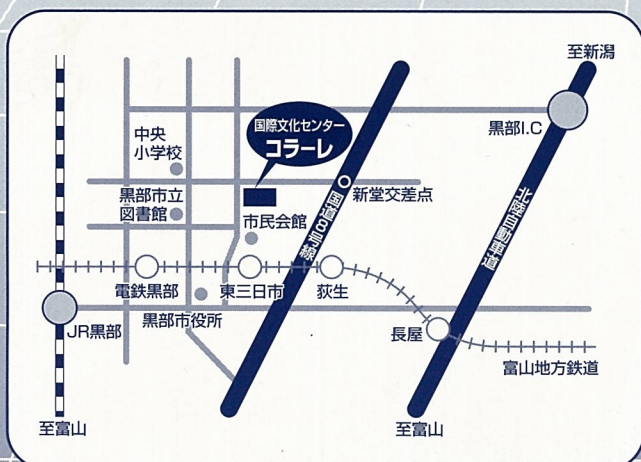 至新潟
黒部I.C
国際文化センター
コラーレ
中央
小学校
新堂交差点
黒部市立
図書館
市民会館
国道8号線
北陸自動車道
電鉄黒部
東三日市
荻生
黒部市役所
JR黒部
長屋
富山地方鉄道
至富山
至富山